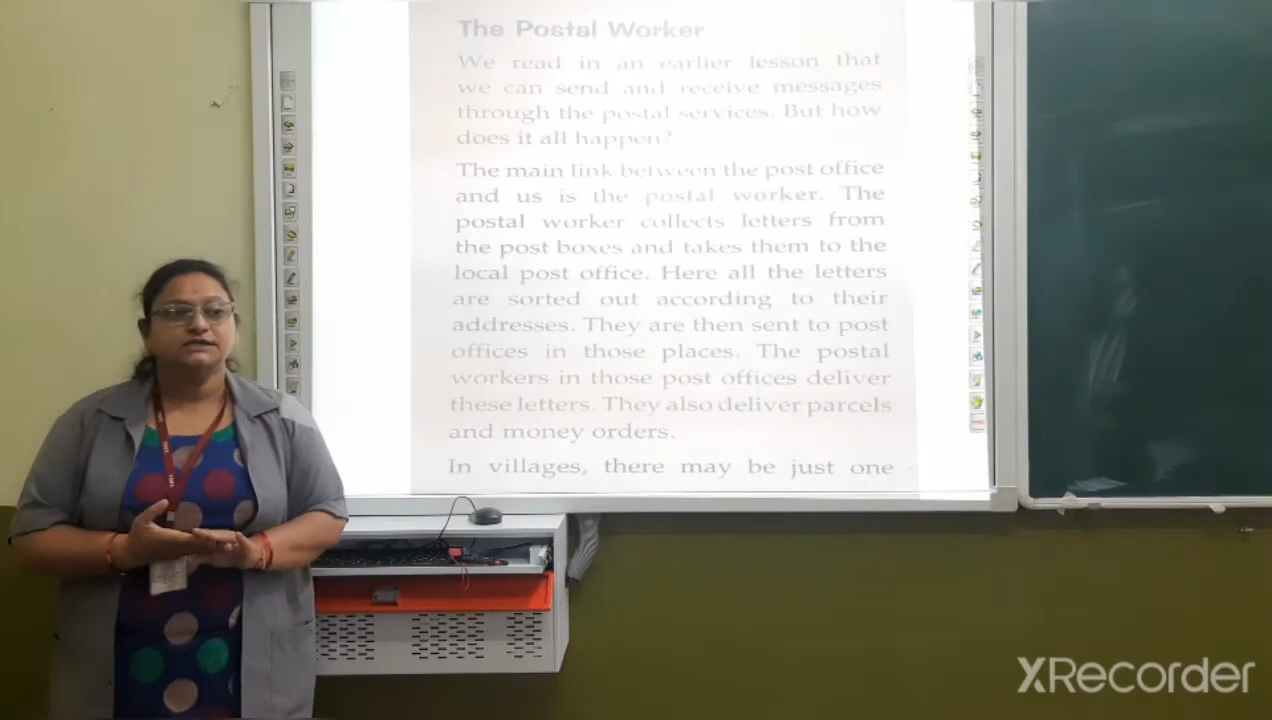 The Postal Worker
We read in an earlier lesson that
we can send and receive messages
through the postal services. But how
does it all happen?
The main link between the post office
and us is the postal worker. The
postal worker collects letters from
the post boxes and takes them to the
local post office. Here all the letters
are sorted out according to their
addresses. They are then sent to post
offices in those places. The postal
workers in those post offices deliver
these letters. They also deliver parcels
and money orders.
In villages, there may be just one
XRecorder